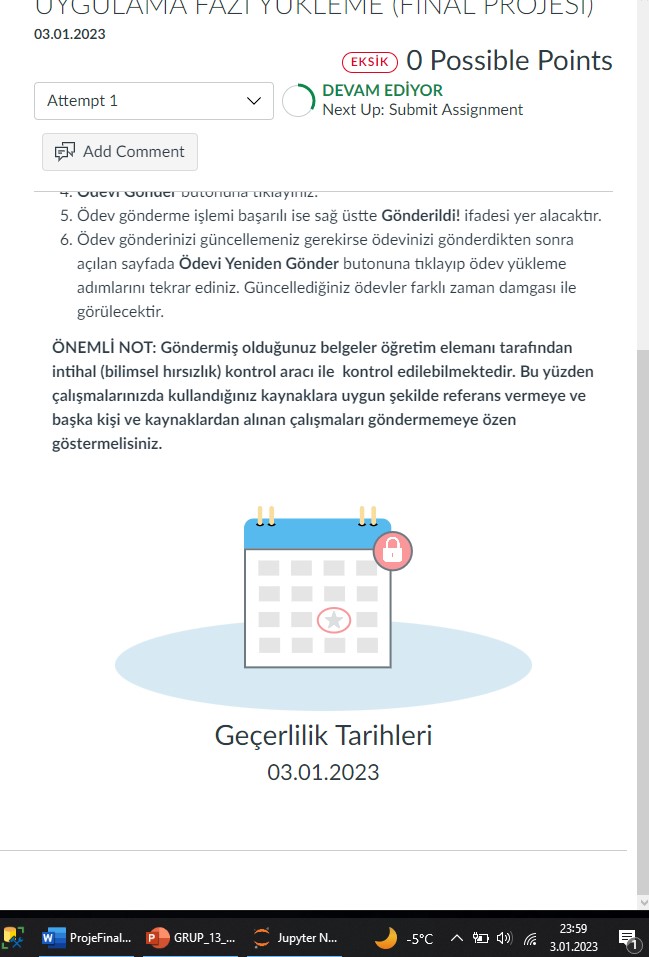 UYGULAMA FAZI YÜKLEME (FİNAL PROJESİ)
03.01.2023
EKSİK 0 Possible Points
Attempt 1
DEVAM EDİYOR
Next Up: Submit Assignment
Add Comment
4. Ödevi Gönder butonuna tıklayınız.
5. Ödev gönderme işlemi başarılı ise sağ üstte Gönderildi! ifadesi yer alacaktır.
6. Ödev gönderinizi güncellemeniz gerekirse ödevinizi gönderdikten sonra
açılan sayfada Ödevi Yeniden Gönder butonuna tıklayıp ödev yükleme
adımlarını tekrar ediniz. Güncellediğiniz ödevler farklı zaman damgası ile
görülecektir.
ÖNEMLİ NOT: Göndermiş olduğunuz belgeler öğretim elemanı tarafından
intihal (bilimsel hırsızlık) kontrol aracı ile kontrol edilebilmektedir. Bu yüzden
çalışmalarınızda kullandığınız kaynaklara uygun şekilde referans vermeye ve
başka kişi ve kaynaklardan alınan çalışmaları göndermemeye özen
göstermelisiniz.
Geçerlilik Tarihleri
03.01.2023
ProjeFinal...
GRUP_13_...
Jupyter N...
-5°C
23:59
3.01.2023
1